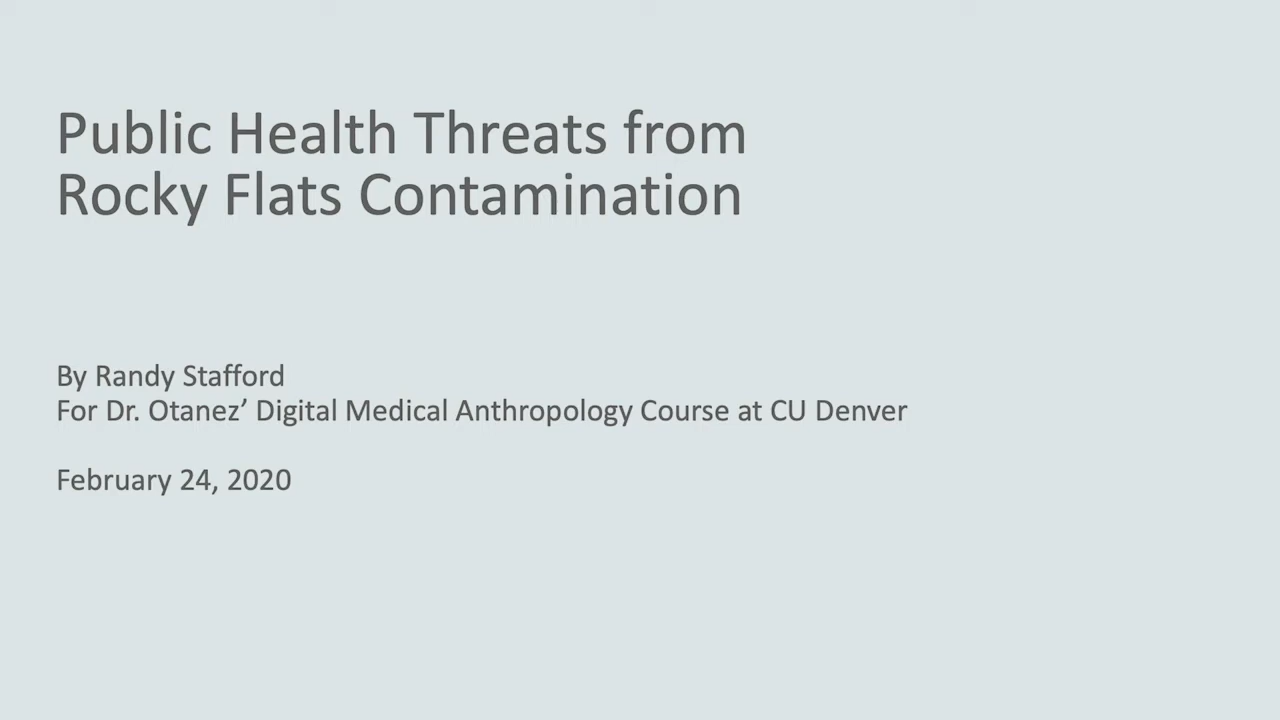 Public Health Threats from
Rocky Flats Contamination
By Randy Stafford
For Dr. Otanez’ Digital Medical Anthropology Course at CU Denver
February 24, 2020